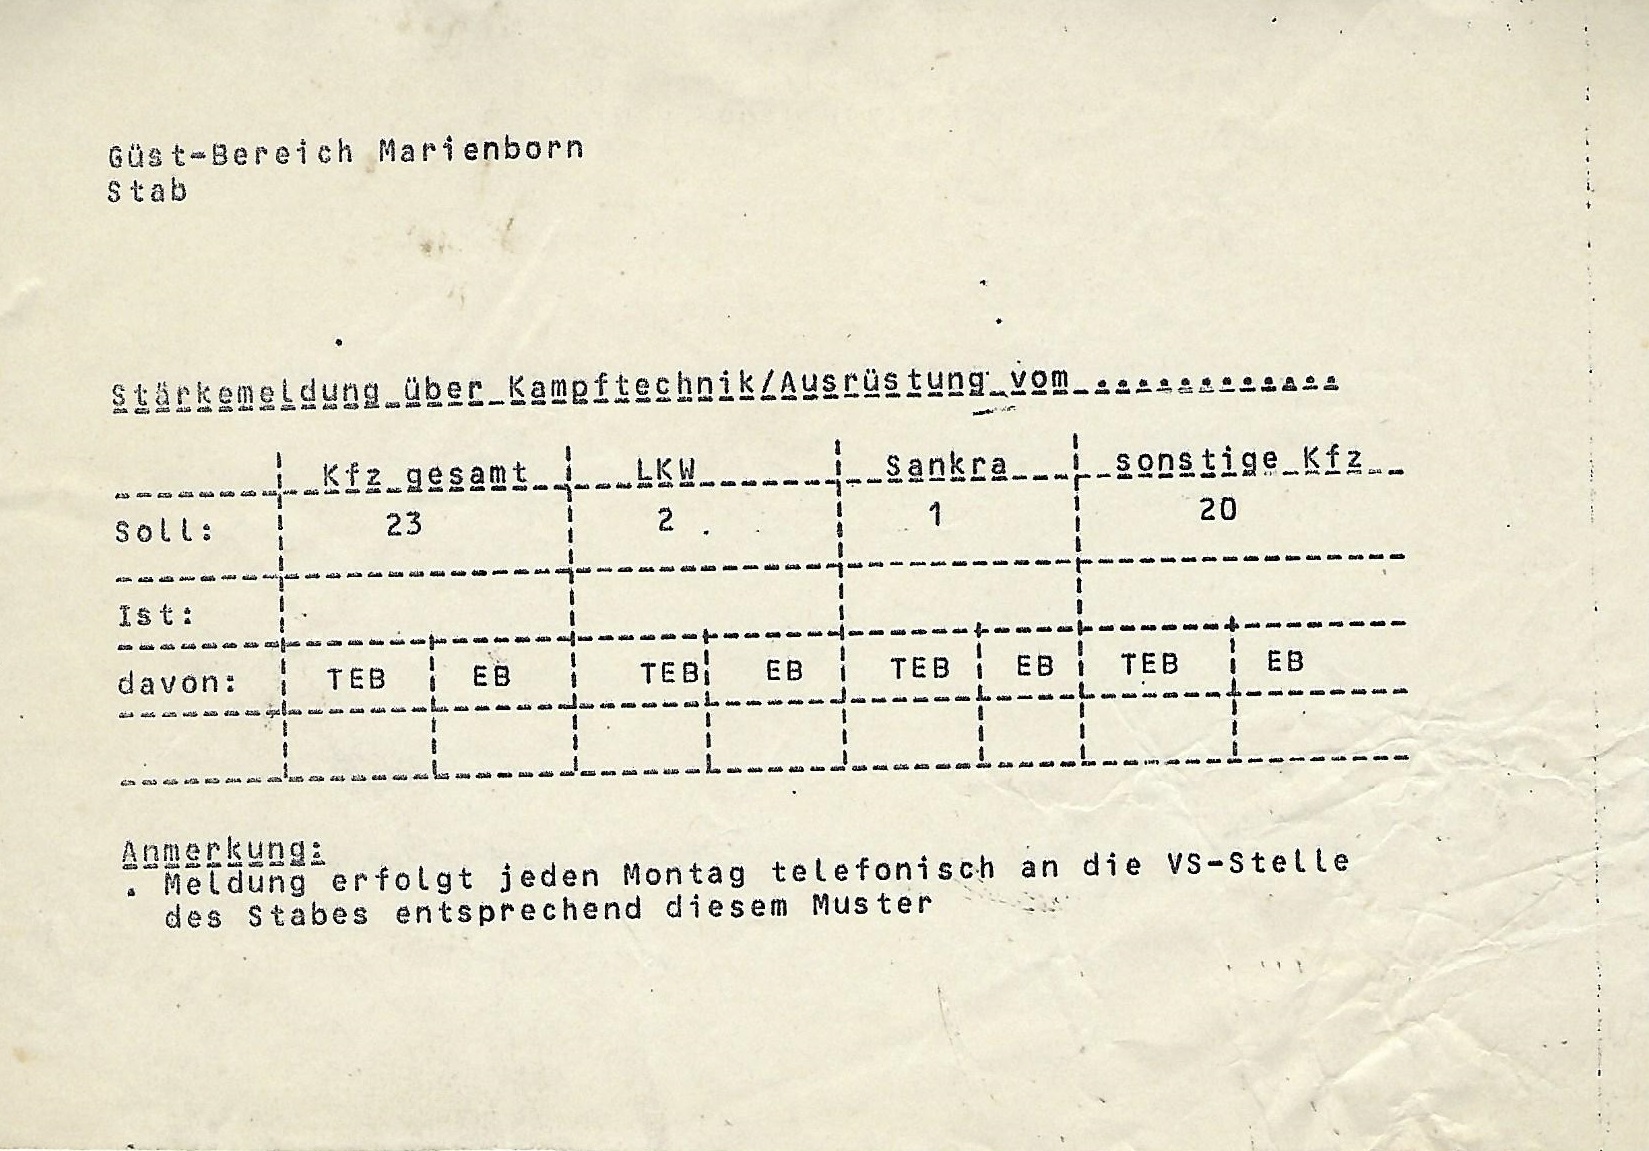 Güst-Bereich Marienborn
Stab
Stärkemeldung über Kampftechnik/Ausrüstung vom.............
Kfz gesamt LKW Sankra sonstige Kfz
Soll: 23 2 1 20
Ist:
davon: TEB EB TEB EB TEB EB TEB EB
Anmerkung:
. Meldung erfolgt jeden Montag telefonisch an die VS-Stelle
des Stabes entsprechend diesem Muster